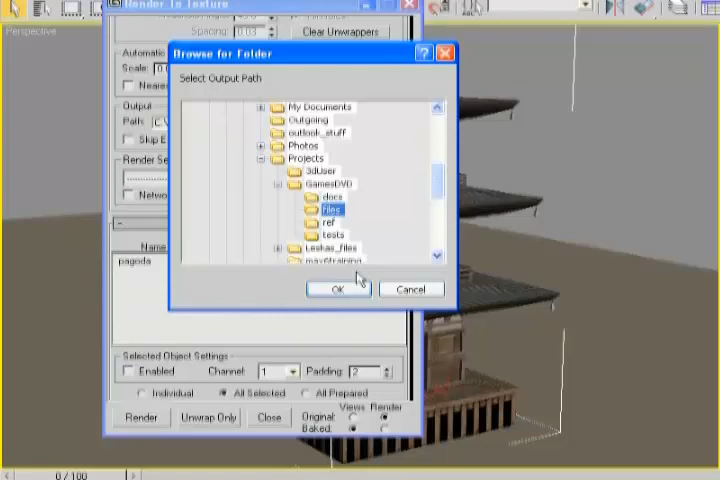 Render To Texture
Perspective
Spacing: 0.03
Clear Unwrappers
Browse for Folder
Automatic
Select Output Path
Scale:
Output
Path:
Render Se
Name
pagoda
My Documents
Outgoing
outlook_stuff
Photos
Projects
3dUser
GamesDVD
docs
files
ref
tests
Leskas_files
OK
Cancel
Selected Object Settings
Enabled
Channel: 1
Padding: 2
Individual
All Selected
All Prepared
Views
Render
Render
Unwrap Only
Close
Original:
Baked:
0 / 100